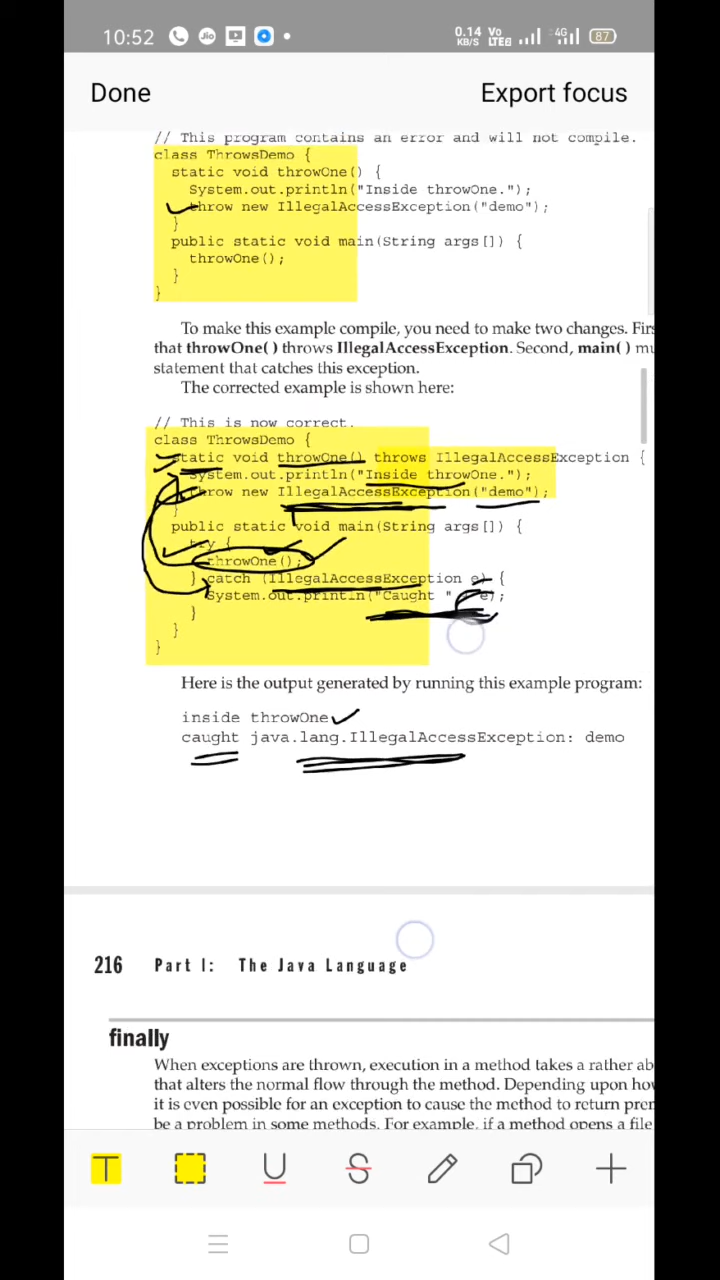 10:52 Jio 0.14 KB/S Vo LTE 4G 87
Done Export focus
// This program contains an error and will not compile.
class ThrowsDemo {
static void throwOne() {
System.out.println("Inside throwOne.");
throw new IllegalAccessException("demo");
}
public static void main(String args[]) {
throwOne();
}
}
To make this example compile, you need to make two changes. Firs
that throwOne( ) throws IllegalAccessException. Second, main( ) mu
statement that catches this exception.
The corrected example is shown here:
// This is now correct.
class ThrowsDemo {
static void throwOne() throws IllegalAccessException {
System.out.println("Inside throwOne.");
throw new IllegalAccessException("demo");
}
public static void main(String args[]) {
try {
throwOne();
} catch (IllegalAccessException e) {
System.out.println("Caught " e);
}
}
}
Here is the output generated by running this example program:
inside throwOne
caught java.lang.IllegalAccessException: demo
216 Part I: The Java Language
finally
When exceptions are thrown, execution in a method takes a rather ab
that alters the normal flow through the method. Depending upon how
it is even possible for an exception to cause the method to return prem
be a problem in some methods. For example, if a method opens a file
T U S